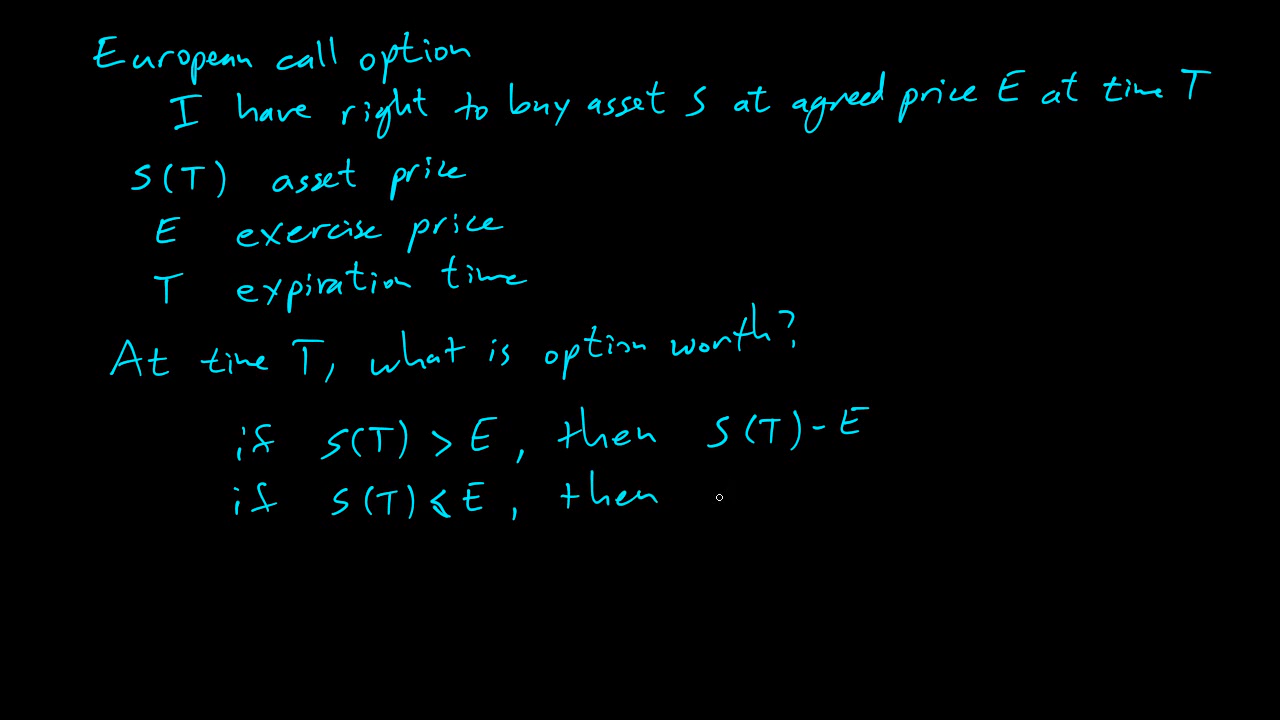 European call option
I have right to buy asset S at agreed price E at time T
S(T) asset price
E exercise price
T expiration time
At time T, what is option worth?
if S(T) > E, then S(T) - E
if S(T) ≤ E, then